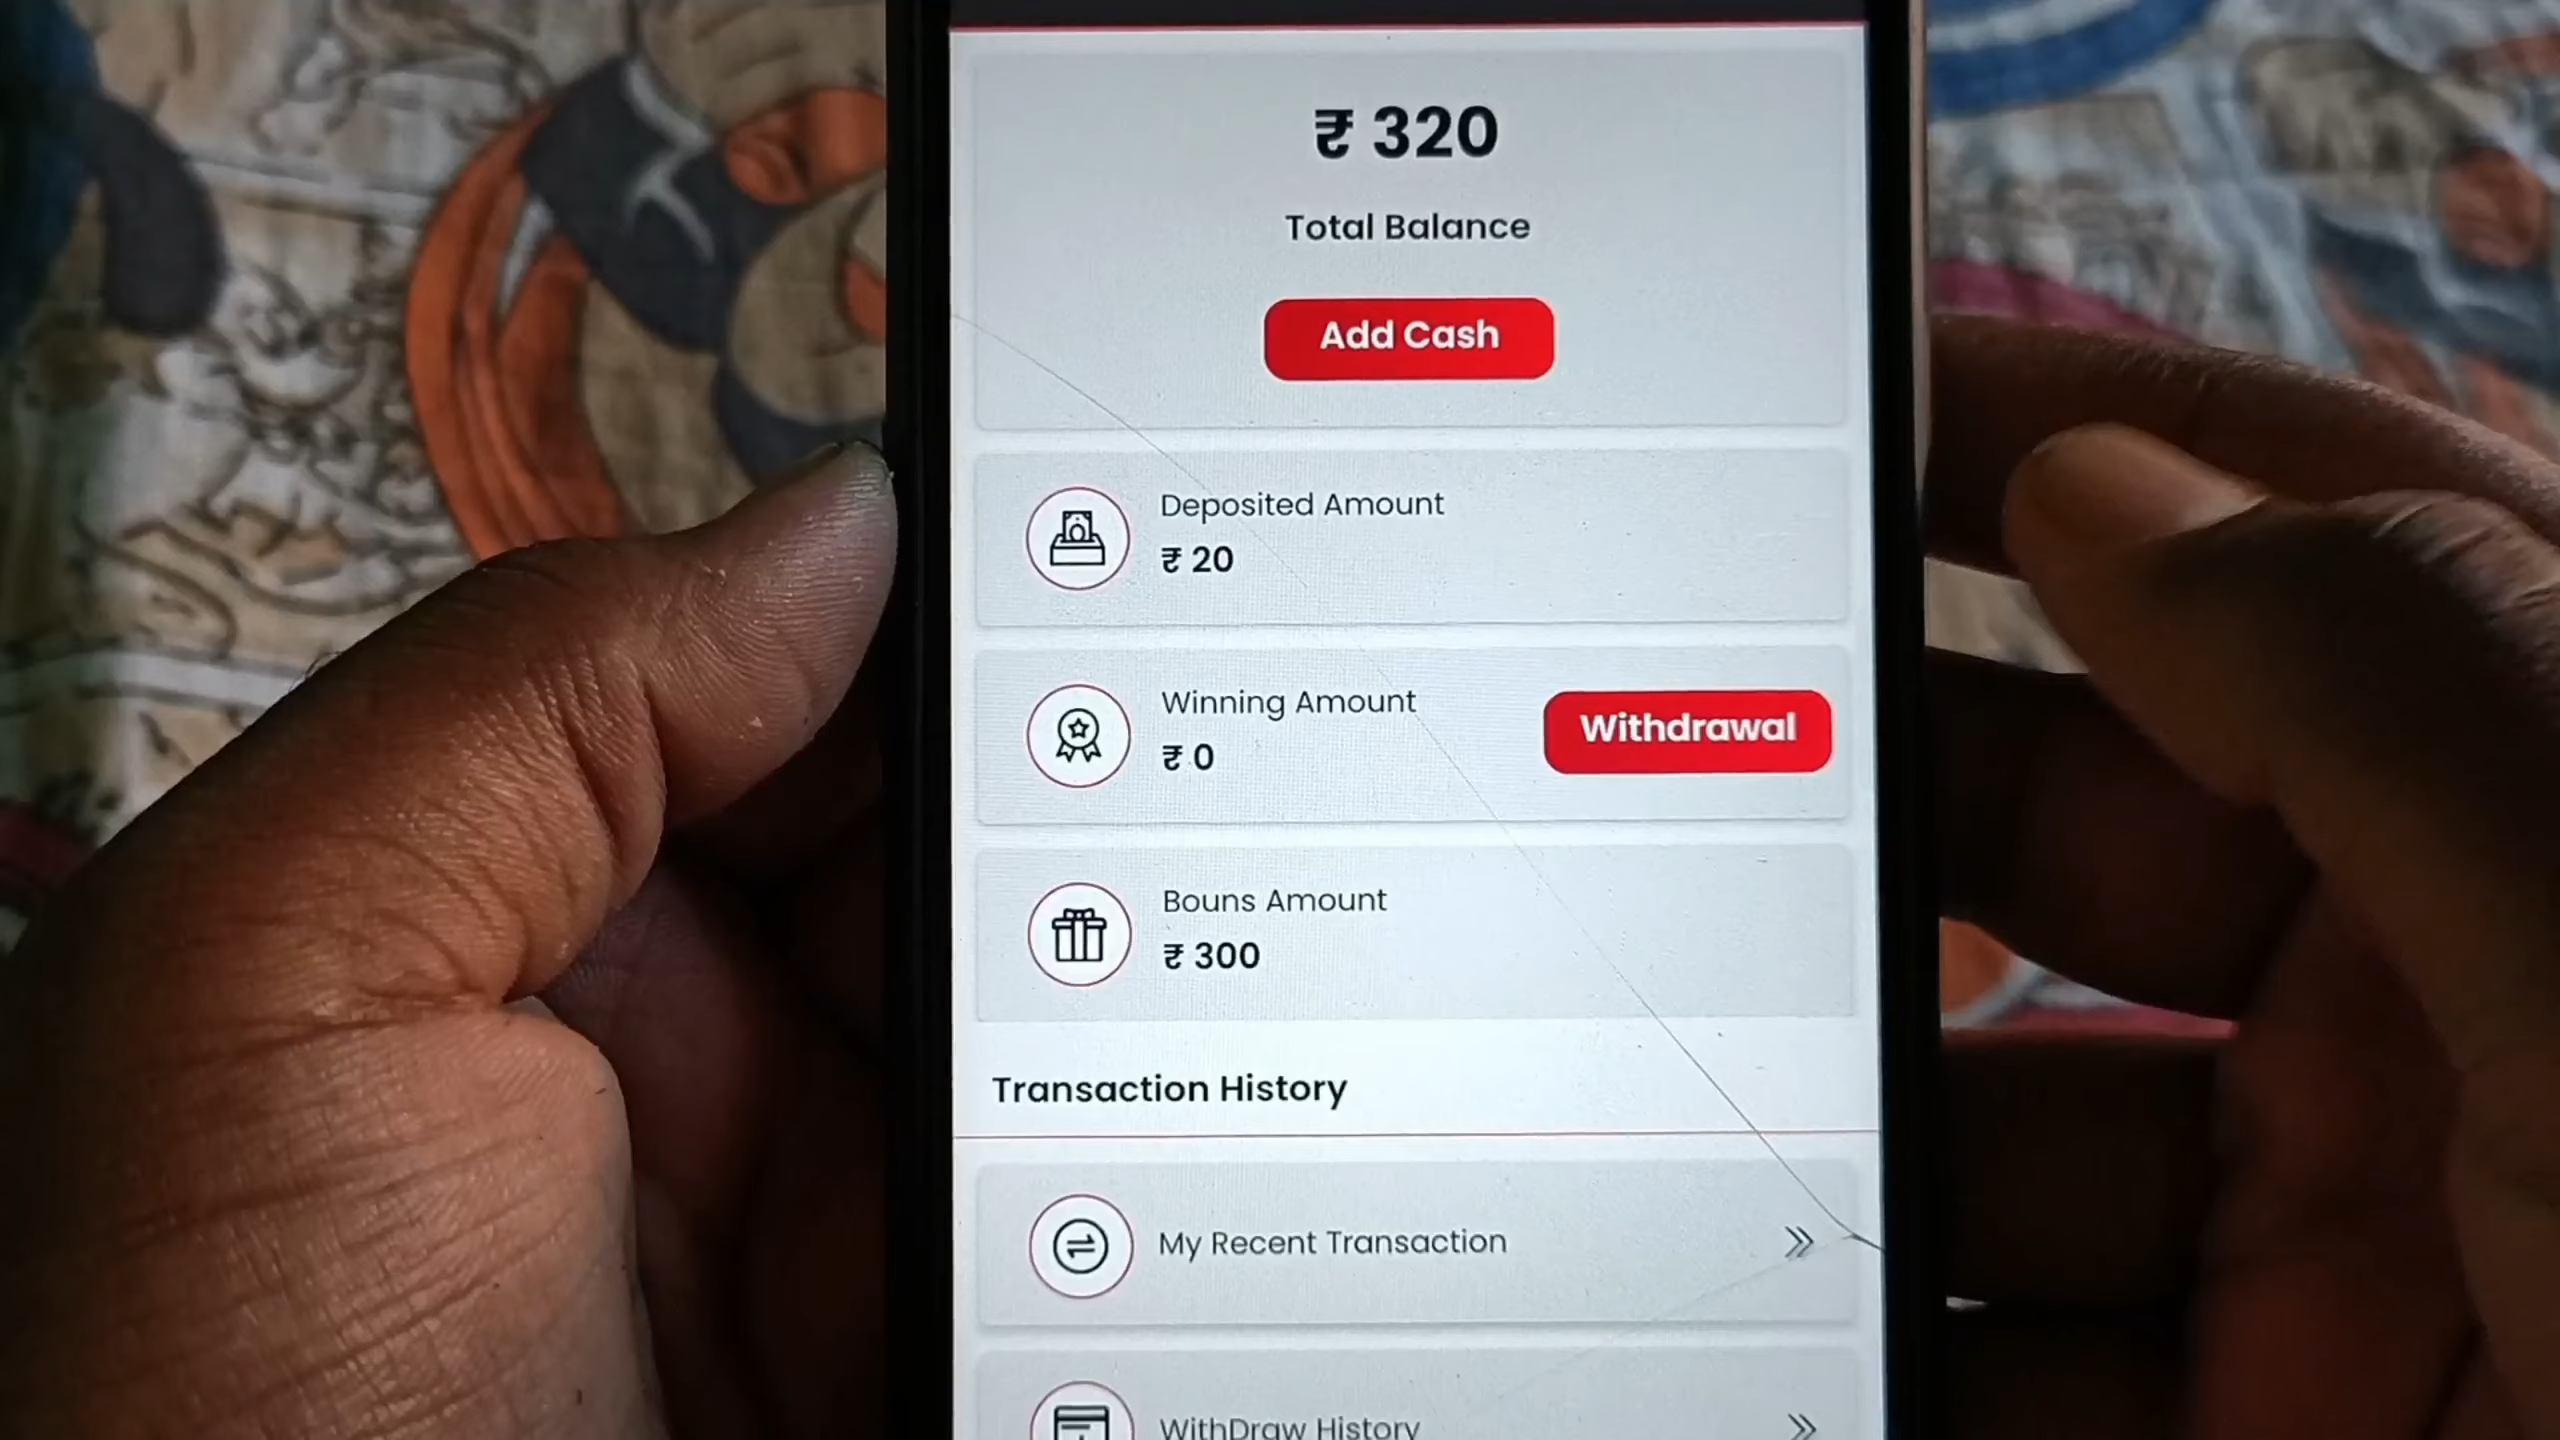 ₹ 320
Total Balance
Add Cash
Deposited Amount
₹ 20
Winning Amount
₹ 0
Withdrawal
Bouns Amount
₹ 300
Transaction History
My Recent Transaction
WithDraw History